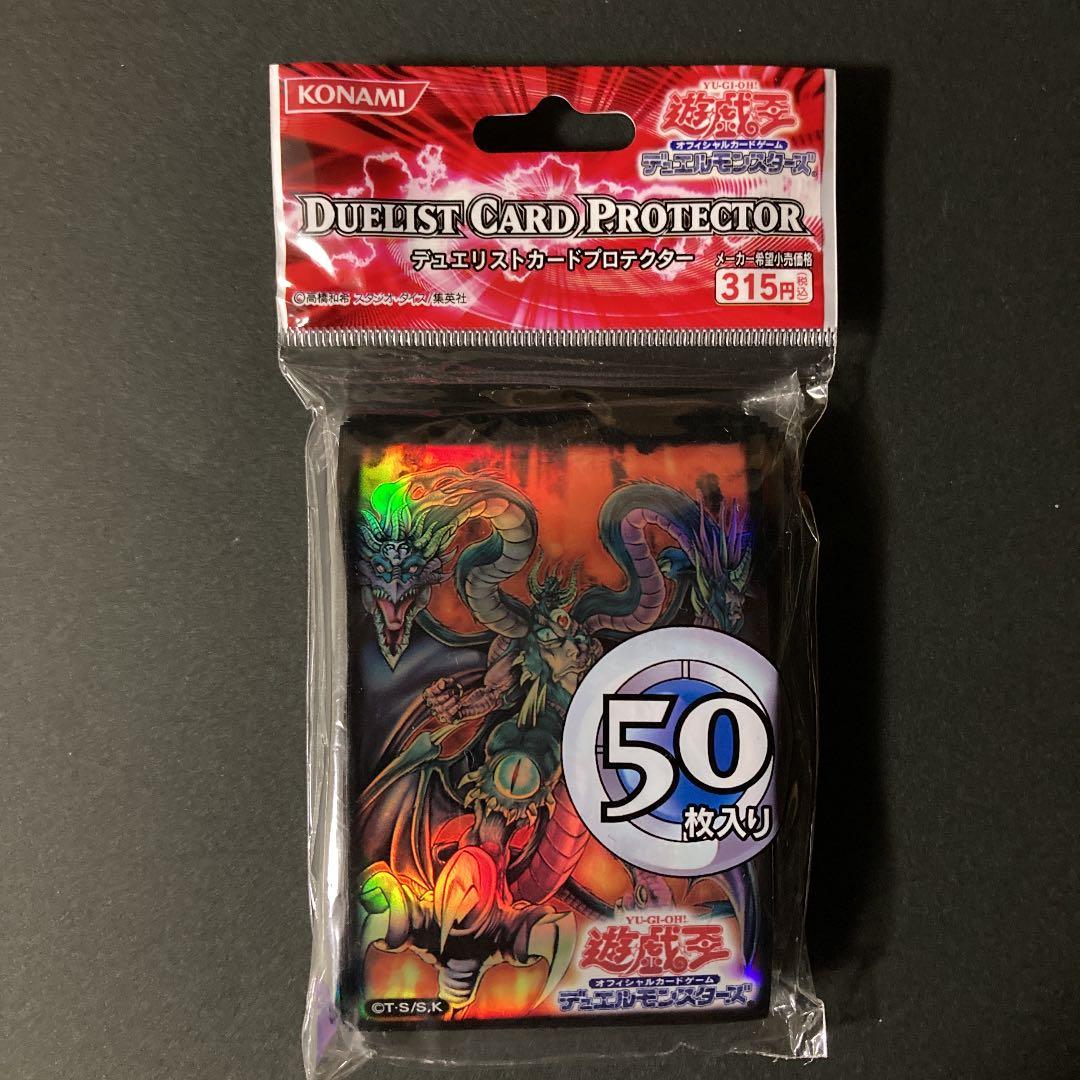 KONAMI
YU-GI-OH!
遊戯王
オフィシャルカードゲーム
デュエルモンスターズ®
DUELIST CARD PROTECTOR
デュエリストカードプロテクター
メーカー希望小売価格
315円(税込)
©高橋和希 スタジオ・ダイス/集英社
50
枚入り
YU-GI-OH!
遊戯王
オフィシャルカードゲーム
デュエルモンスターズ®
©T・S/S,K